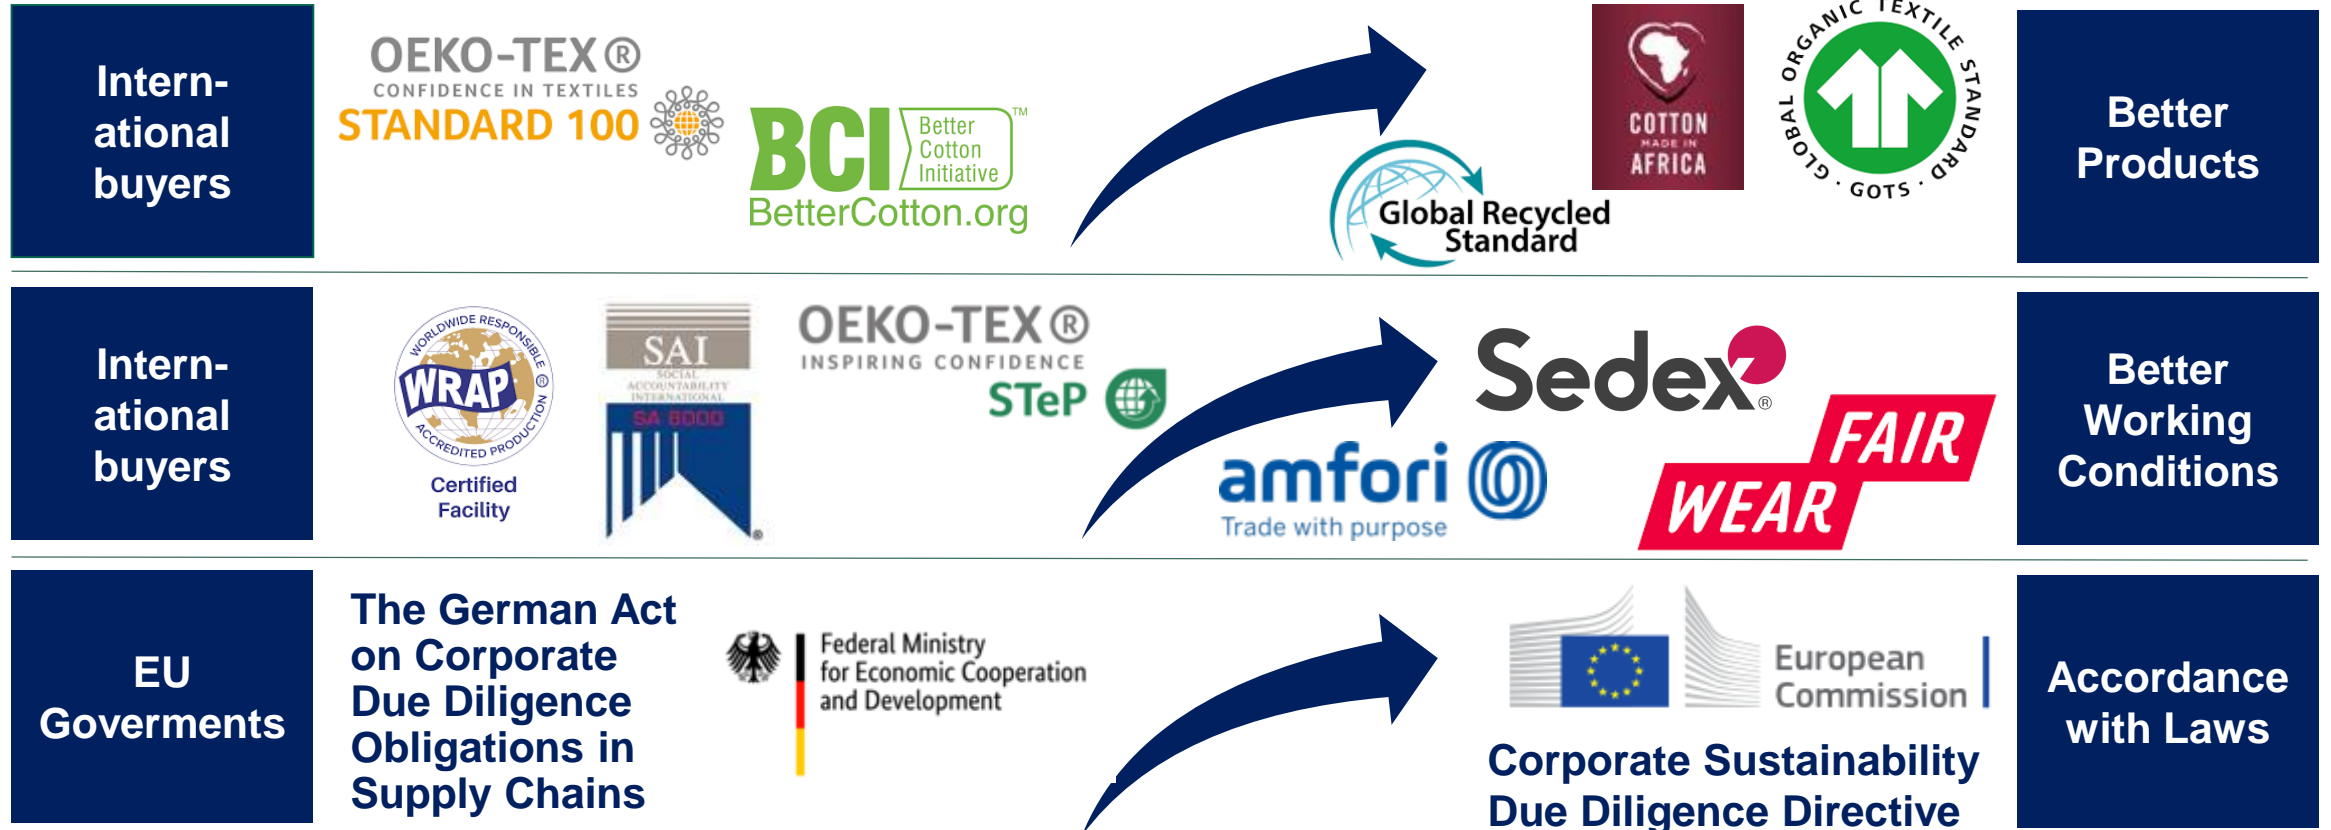 Intern-
ational
buyers
OEKO-TEX®
CONFIDENCE IN TEXTILES
STANDARD 100
BCI
Better
Cotton
Initiative
™
BetterCotton.org
Global Recycled
Standard
COTTON
MADE IN
AFRICA
GLOBAL ORGANIC TEXTILE STANDARD · GOTS ·
Better
Products
Intern-
ational
buyers
WORLDWIDE RESPONSIBLE
WRAP ®
ACCREDITED PRODUCTION
Certified
Facility
SAI
SOCIAL
ACCOUNTABILITY
INTERNATIONAL
SA 8000
®
OEKO-TEX®
INSPIRING CONFIDENCE
STeP
Sedex®
amfori
Trade with purpose
FAIR
WEAR
Better
Working
Conditions
EU
Goverments
The German Act
on Corporate
Due Diligence
Obligations in
Supply Chains
Federal Ministry
for Economic Cooperation
and Development
European
Commission
Corporate Sustainability
Due Diligence Directive
Accordance
with Laws